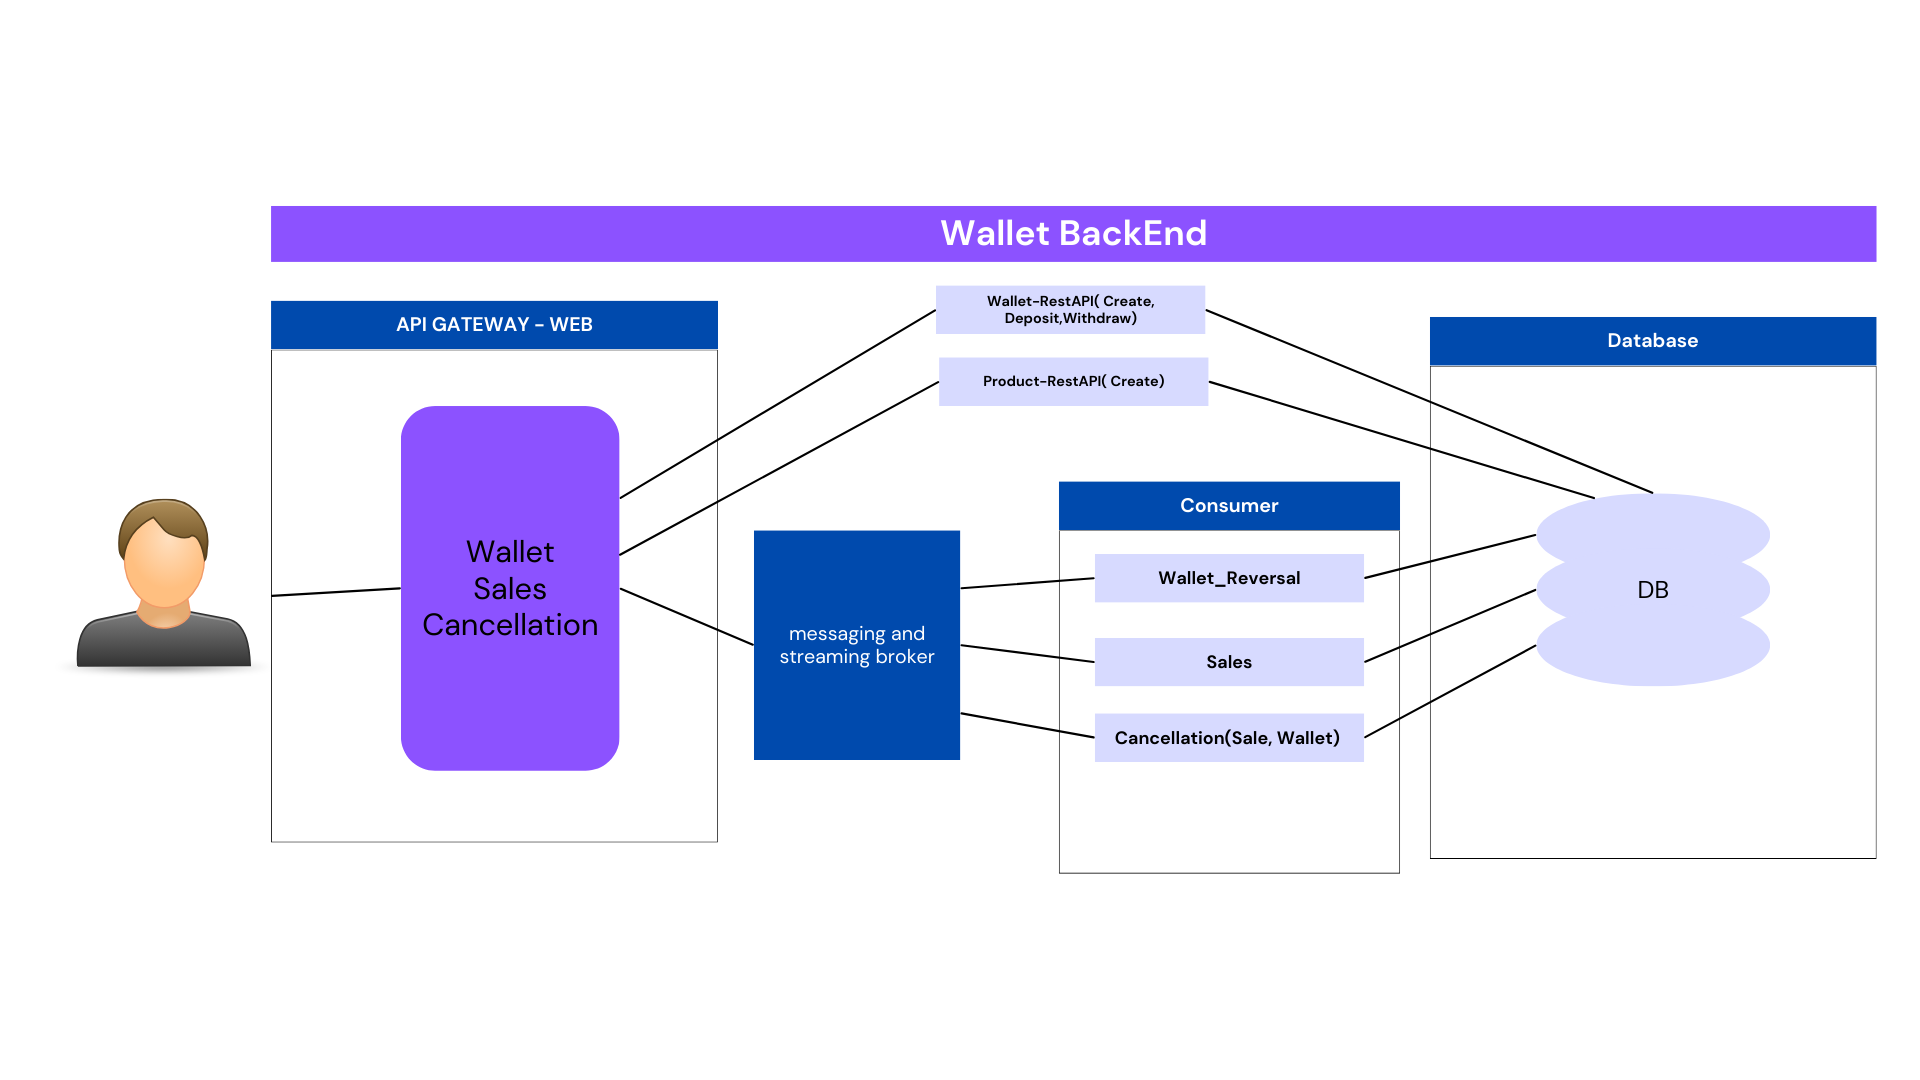 Wallet BackEnd
API GATEWAY - WEB
Wallet
Sales
Cancellation
Wallet-RestAPI( Create,
Deposit,Withdraw)
Product-RestAPI( Create)
messaging and
streaming broker
Consumer
Wallet_Reversal
Sales
Cancellation(Sale, Wallet)
Database
DB